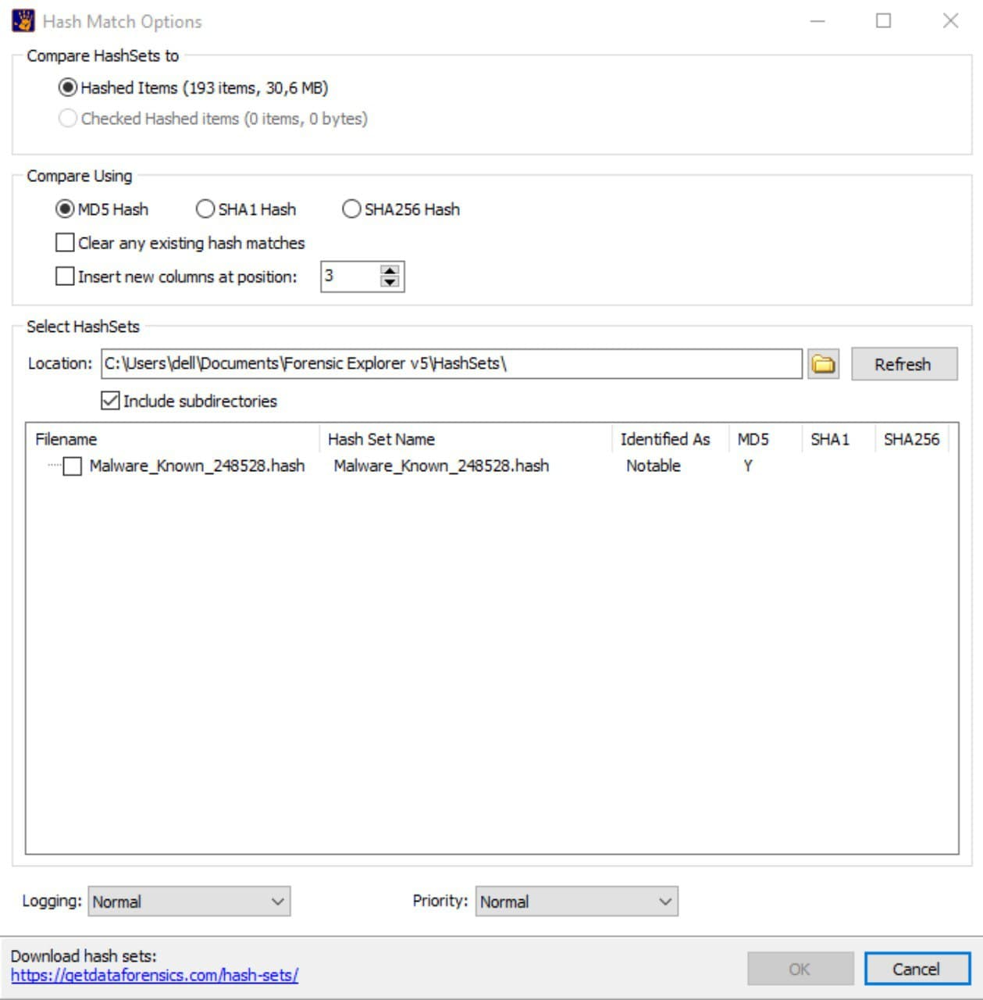 Hash Match Options
Compare HashSets to
Hashed Items (193 items, 30,6 MB)
Checked Hashed items (0 items, 0 bytes)
Compare Using
MD5 Hash SHA1 Hash SHA256 Hash
Clear any existing hash matches
Insert new columns at position: 3
Select HashSets
Location: C:\Users\dell\Documents\Forensic Explorer v5\HashSets\ Refresh
Include subdirectories
Filename Hash Set Name Identified As MD5 SHA1 SHA256
Malware_Known_248528.hash Malware_Known_248528.hash Notable Y
Logging: Normal Priority: Normal
Download hash sets:
https://getdataforensics.com/hash-sets/
OK Cancel